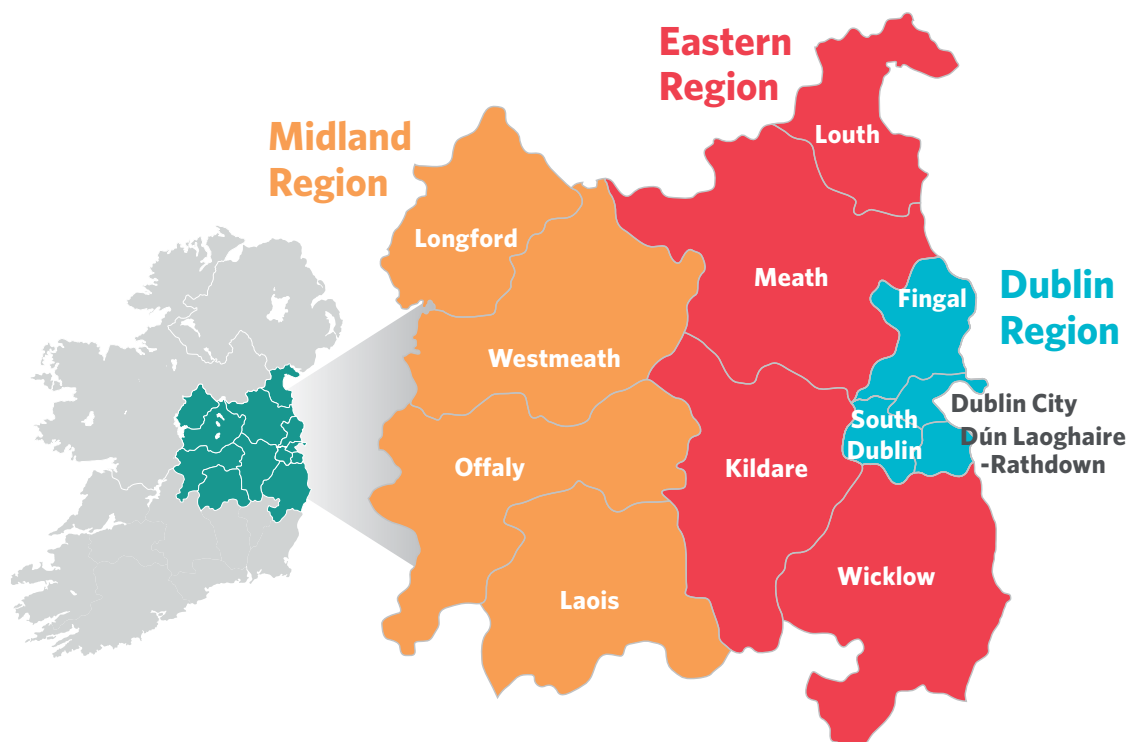 Eastern
Region
Midland
Region
Louth
Longford
Meath
Fingal
Dublin
Region
Westmeath
Dublin City
South
Dublin
Dún Laoghaire
-Rathdown
Offaly
Kildare
Wicklow
Laois